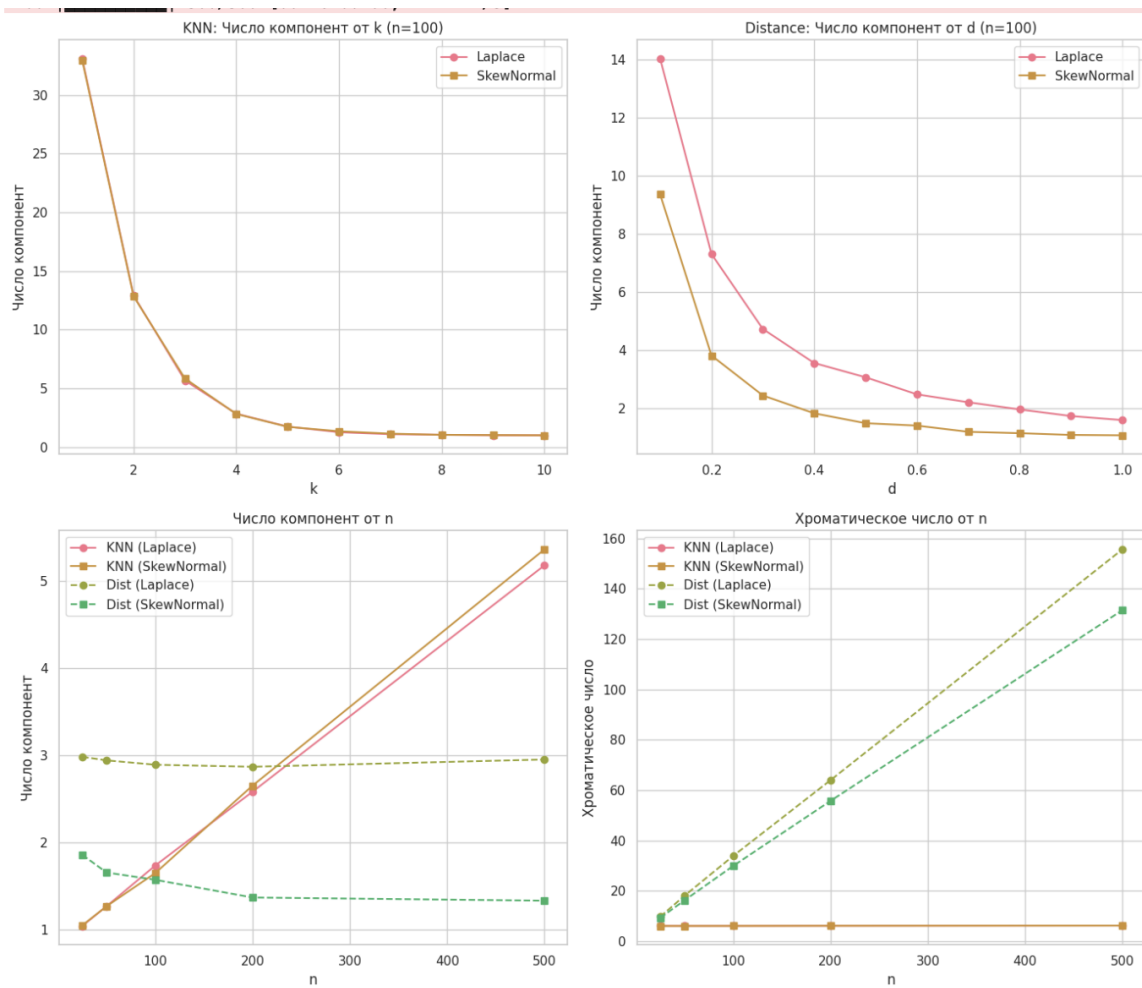 KNN: Число компонент от k (n=100)
Laplace
SkewNormal
Число компонент
30
25
20
15
10
5
0
2
4
6
8
10
k
Distance: Число компонент от d (n=100)
Laplace
SkewNormal
Число компонент
14
12
10
8
6
4
2
0.2
0.4
0.6
0.8
1.0
d
Число компонент от n
KNN (Laplace)
KNN (SkewNormal)
Dist (Laplace)
Dist (SkewNormal)
Число компонент
5
4
3
2
1
100
200
300
400
500
n
Хроматическое число от n
KNN (Laplace)
KNN (SkewNormal)
Dist (Laplace)
Dist (SkewNormal)
Хроматическое число
160
140
120
100
80
60
40
20
0
100
200
300
400
500
n